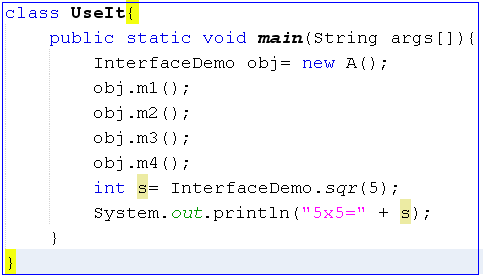 class UseIt{
public static void main(String args[]){
InterfaceDemo obj= new A();
obj.m1();
obj.m2();
obj.m3();
obj.m4();
int s= InterfaceDemo.sqr(5);
System.out.println("5x5=" + s);
}
}